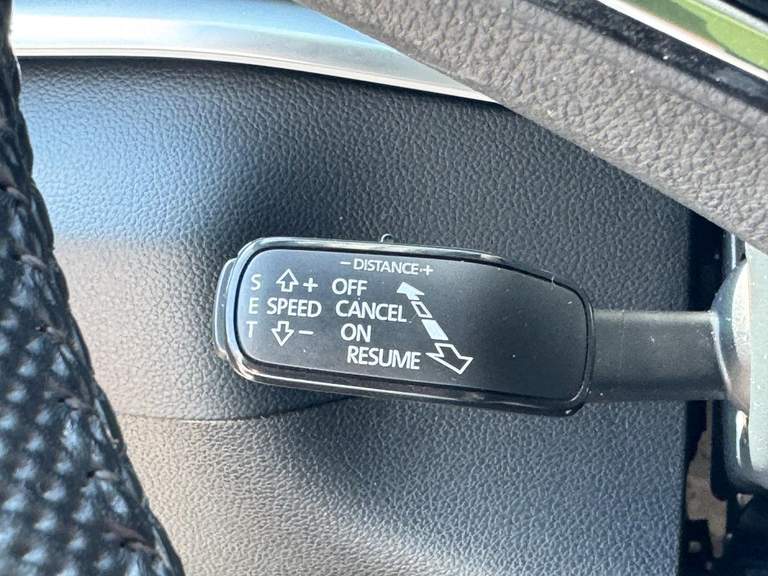 − DISTANCE +
S + OFF
E SPEED CANCEL
T − ON
RESUME